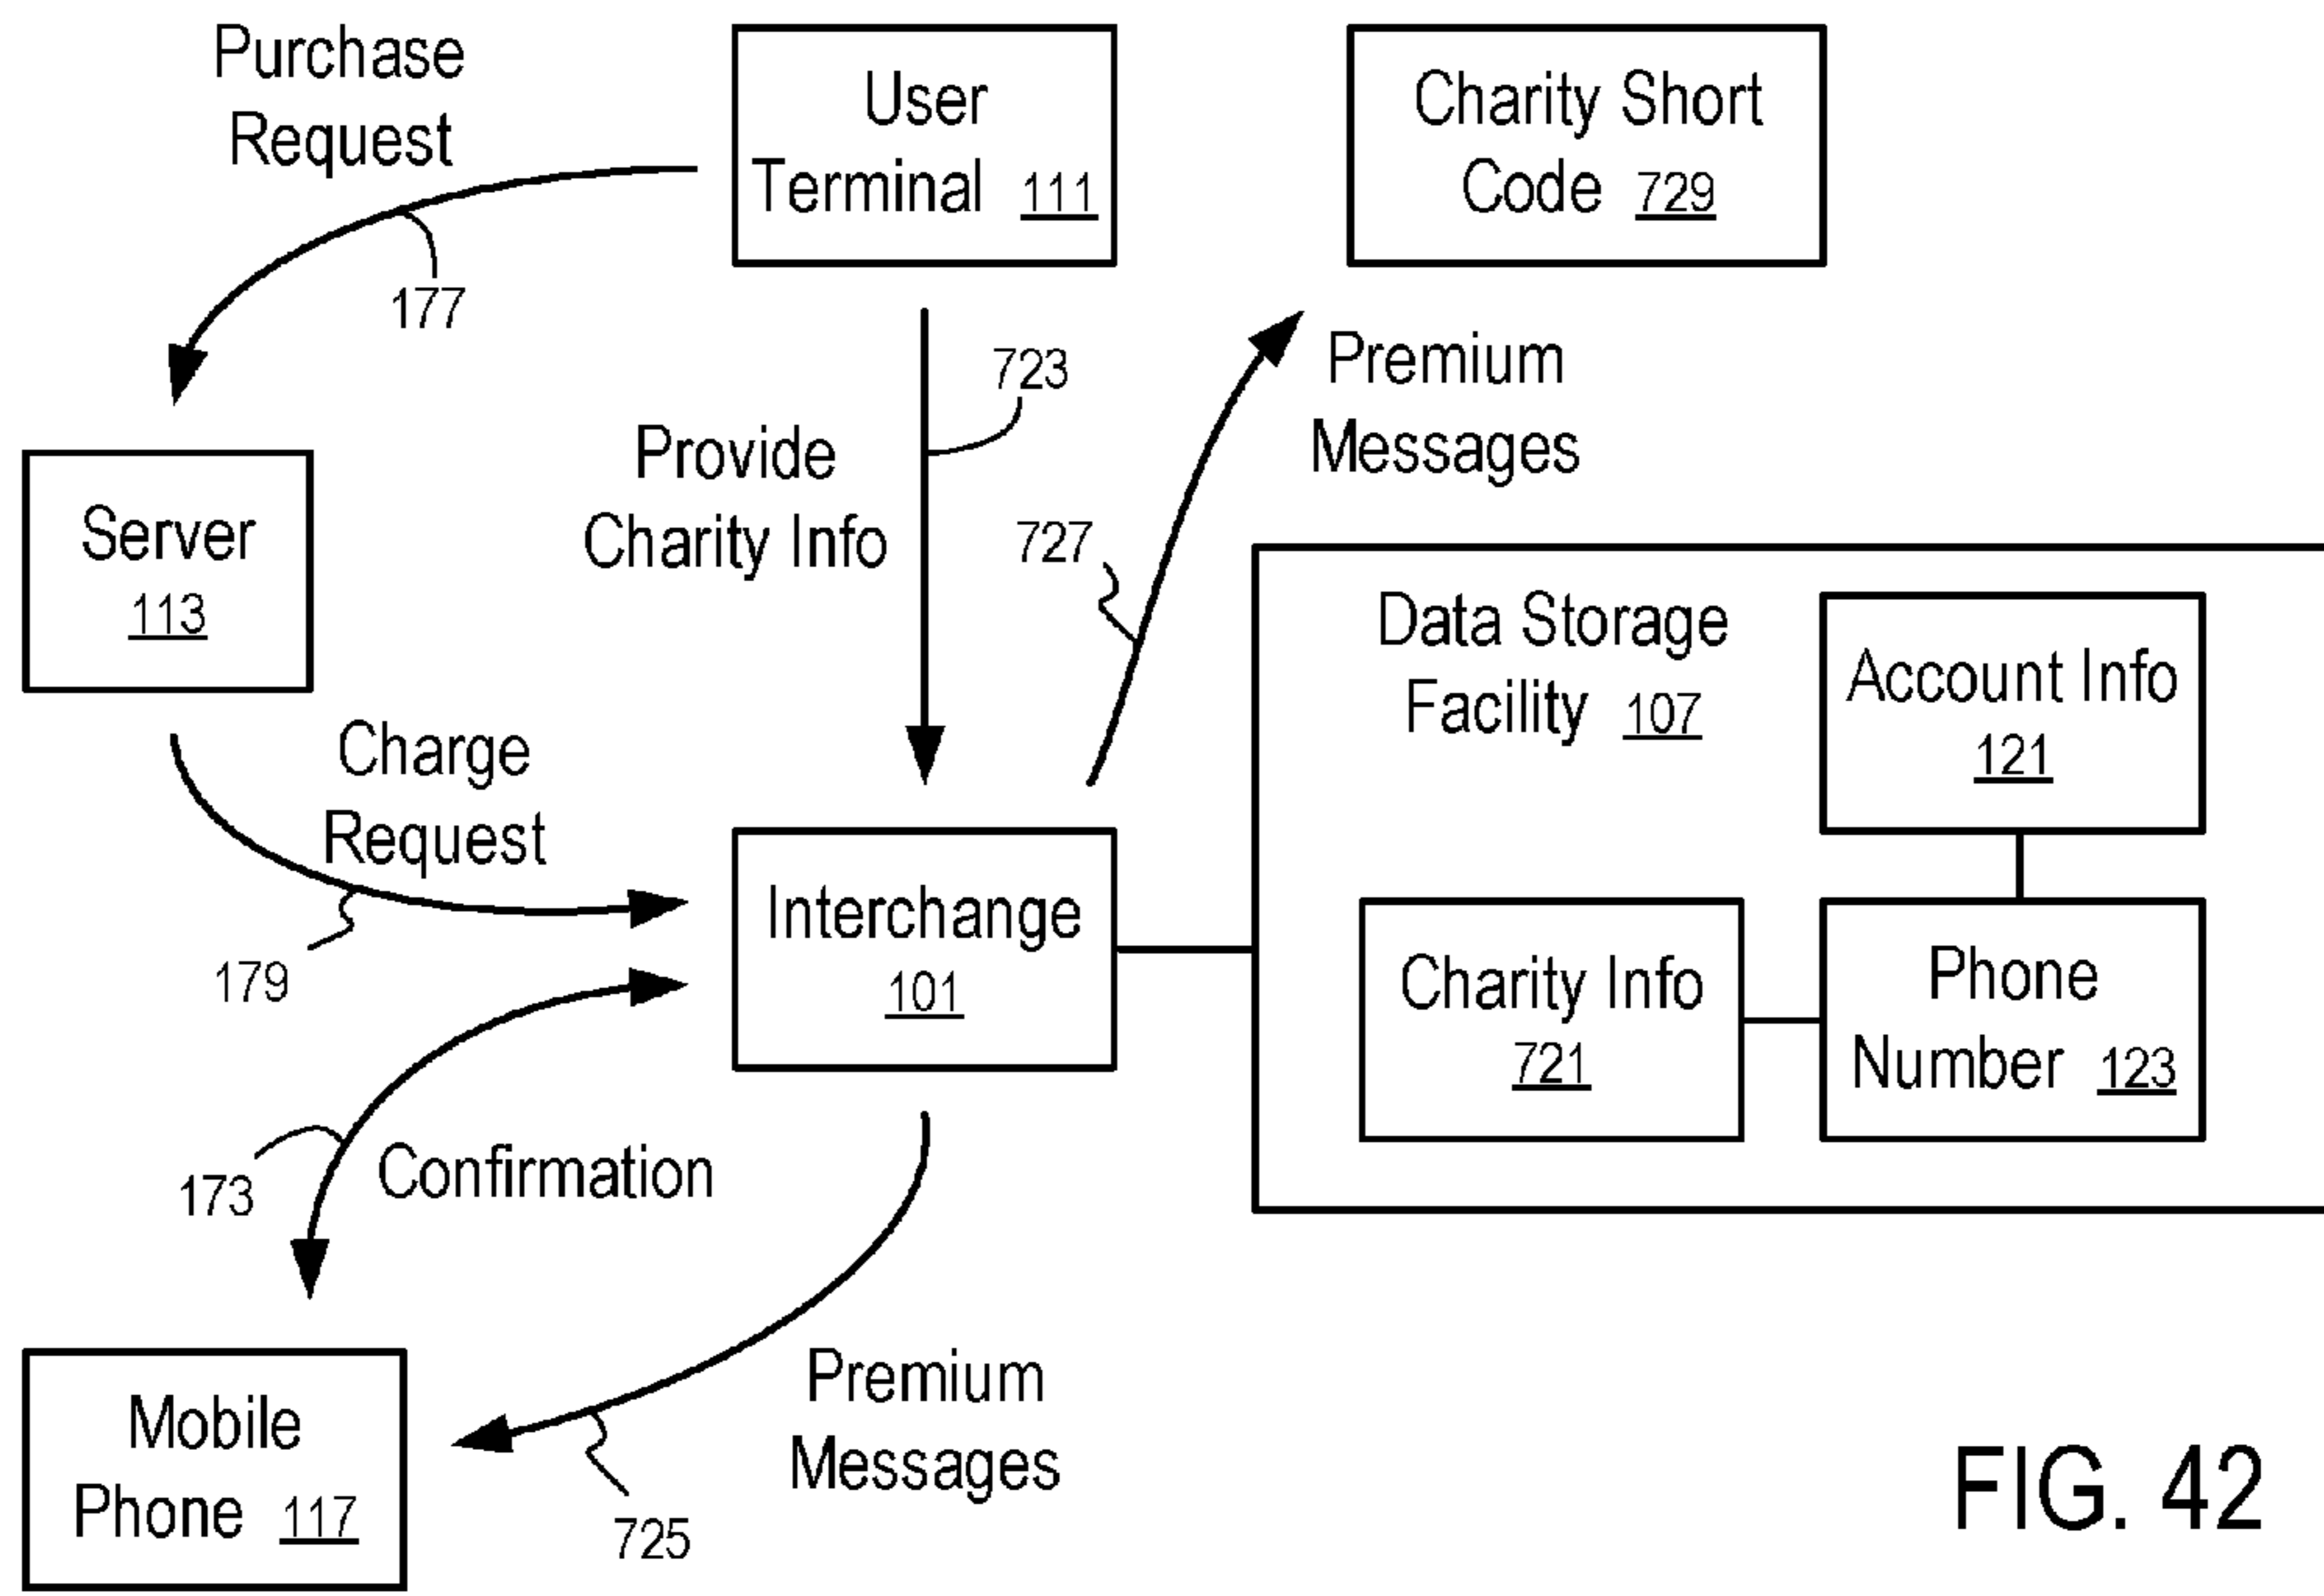 Purchase
Request
177
User
Terminal 111
Charity Short
Code 729
723
Premium
Messages
Provide
Charity Info
727
Server
113
Data Storage
Facility 107
Account Info
121
Charge
Request
179
Interchange
101
Charity Info
721
Phone
Number 123
173
Confirmation
Premium
Messages
725
Mobile
Phone 117
FIG. 42